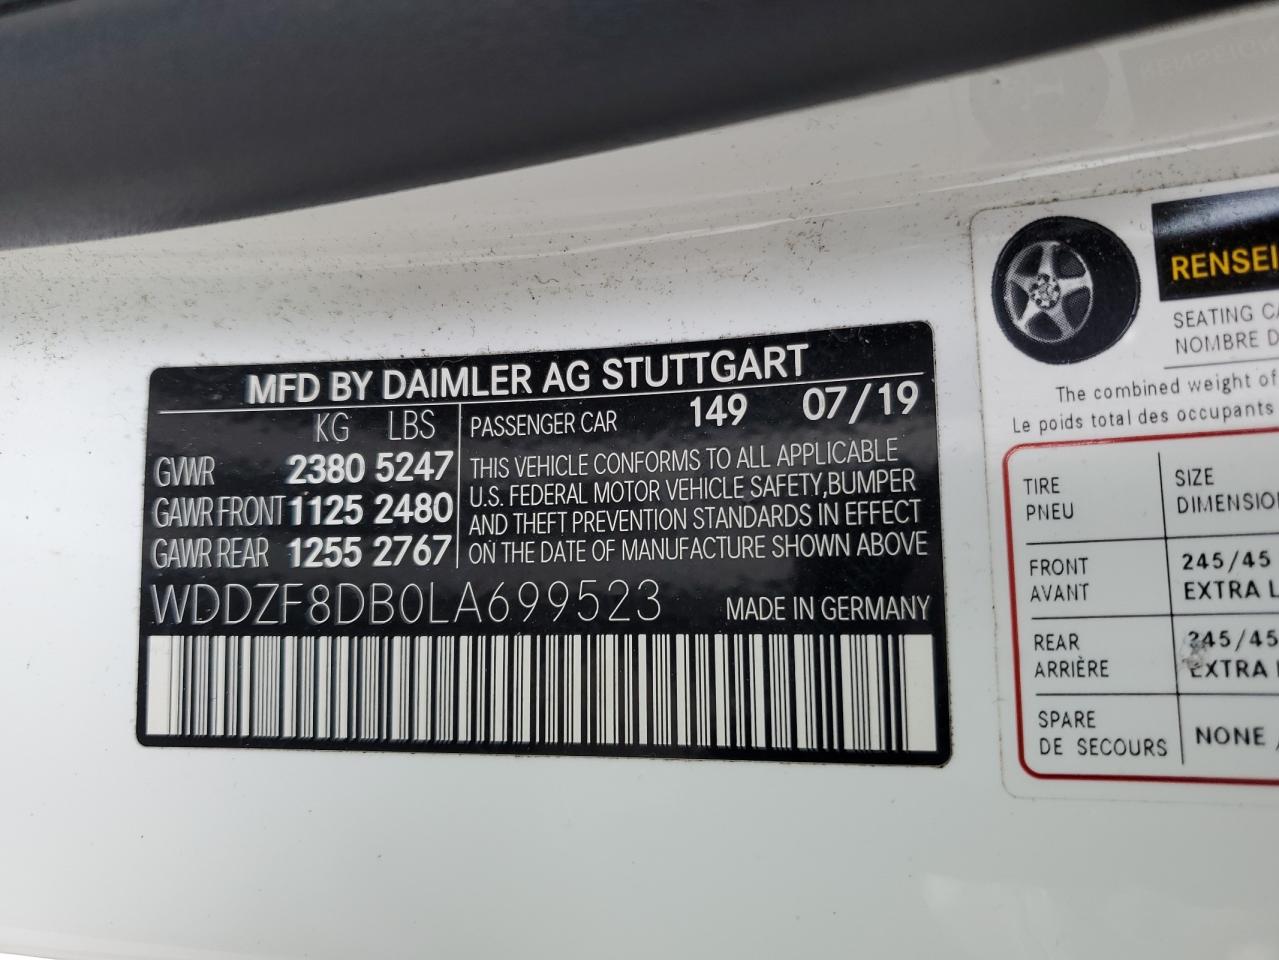 MFD BY DAIMLER AG STUTTGART
KG LBS
GVWR 2380 5247
GAWR FRONT 1125 2480
GAWR REAR 1255 2767
PASSENGER CAR 149 07/19
THIS VEHICLE CONFORMS TO ALL APPLICABLE
U.S. FEDERAL MOTOR VEHICLE SAFETY,BUMPER
AND THEFT PREVENTION STANDARDS IN EFFECT
ON THE DATE OF MANUFACTURE SHOWN ABOVE
WDDZF8DB0LA699523 MADE IN GERMANY
RENSEI
SEATING CA
NOMBRE D
The combined weight of
Le poids total des occupants
TIRE SIZE
PNEU DIMENSION
FRONT 245/45
AVANT EXTRA L
REAR 245/45
ARRIÈRE EXTRA
SPARE
DE SECOURS NONE